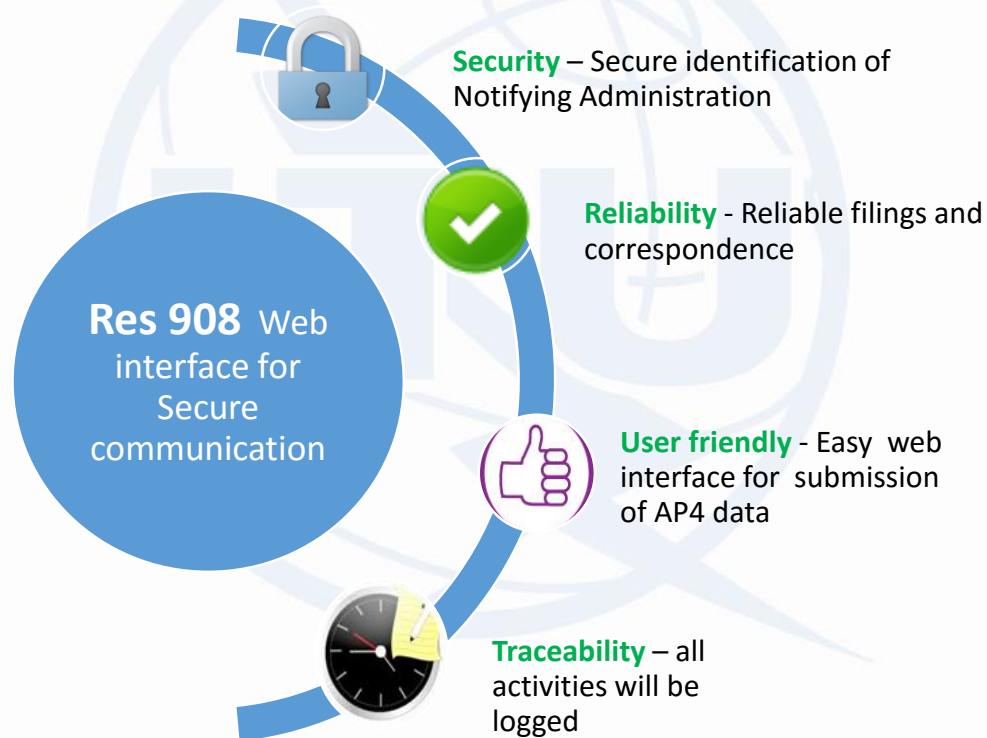 Security – Secure identification of
Notifying Administration
Reliability - Reliable filings and
correspondence
Res 908 Web
interface for
Secure
communication
User friendly - Easy web
interface for submission
of AP4 data
Traceability – all
activities will be
logged
ITU